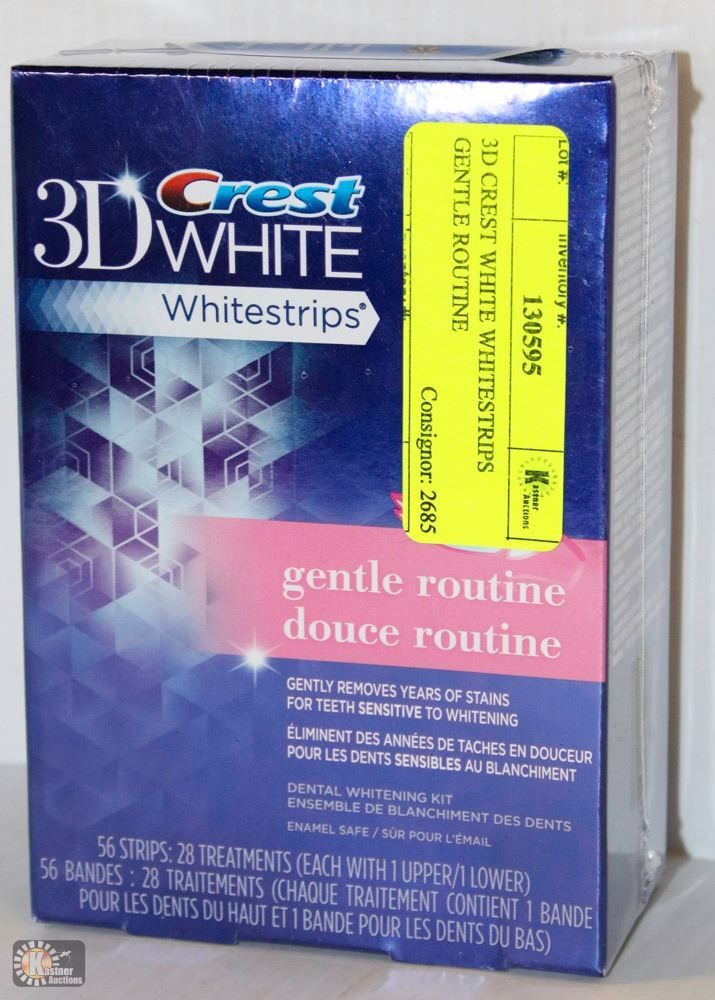 Crest
3D WHITE
Whitestrips®
Lot #:
Inventory #:
130595
Kastner Auctions
3D CREST WHITE WHITESTRIPS
GENTLE ROUTINE
Consignor: 2685
gentle routine
douce routine
GENTLY REMOVES YEARS OF STAINS
FOR TEETH SENSITIVE TO WHITENING
ÉLIMINENT DES ANNÉES DE TACHES EN DOUCEUR
POUR LES DENTS SENSIBLES AU BLANCHIMENT
DENTAL WHITENING KIT
ENSEMBLE DE BLANCHIMENT DES DENTS
ENAMEL SAFE / SÛR POUR L'ÉMAIL
56 STRIPS: 28 TREATMENTS (EACH WITH 1 UPPER/1 LOWER)
56 BANDES : 28 TRAITEMENTS (CHAQUE TRAITEMENT CONTIENT 1 BANDE
POUR LES DENTS DU HAUT ET 1 BANDE POUR LES DENTS DU BAS)
Kastner
Auctions